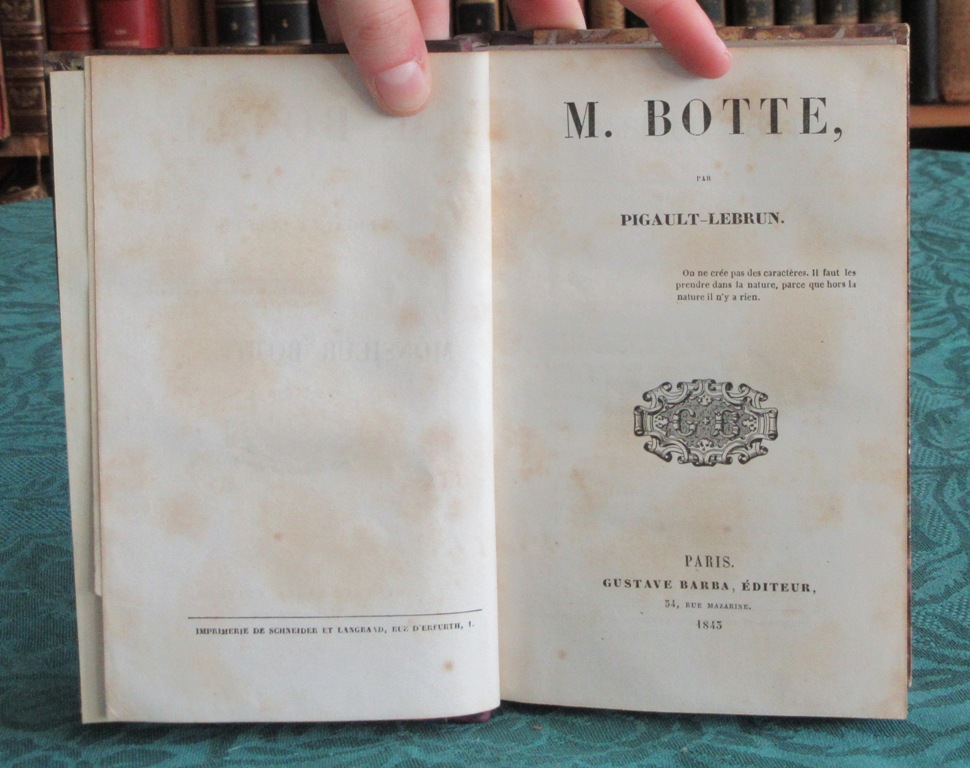 IMPRIMERIE DE SCHNEIDER ET LANGRAND, RUE D'ERFURTH, 1.
M. BOTTE,
PAR
PIGAULT-LEBRUN.
On ne crée pas des caractères. Il faut les
prendre dans la nature, parce que hors la
nature il n'y a rien.
G B
PARIS.
GUSTAVE BARBA, ÉDITEUR,
34, RUE MAZARINE.
1843